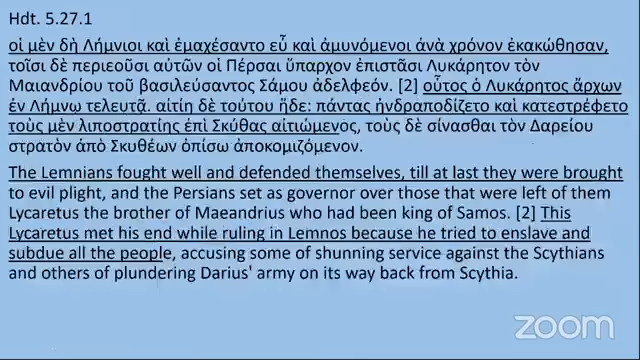 Hdt. 5.27.1
οἱ μὲν δὴ Λήμνιοι καὶ ἐμαχέσαντο εὖ καὶ ἀμυνόμενοι ἀνὰ χρόνον ἐκακώθησαν,
τοῖσι δὲ περιεοῦσι αὐτῶν οἱ Πέρσαι ὕπαρχον ἐπιστᾶσι Λυκάρητον τὸν
Μαιανδρίου τοῦ βασιλεύσαντος Σάμου ἀδελφεόν. [2] οὗτος ὁ Λυκάρητος ἄρχων
ἐν Λήμνῳ τελευτᾷ. αἰτίη δὲ τούτου ἥδε: πάντας ἠνδραποδίζετο καὶ κατεστρέφετο
τοὺς μὲν λιποστρατίης ἐπὶ Σκύθας αἰτιώμενος, τοὺς δὲ σίνασθαι τὸν Δαρείου
στρατὸν ἀπὸ Σκυθέων ὀπίσω ἀποκομιζόμενον.
The Lemnians fought well and defended themselves, till at last they were brought
to evil plight, and the Persians set as governor over those that were left of them
Lycaretus the brother of Maeandrius who had been king of Samos. [2] This
Lycaretus met his end while ruling in Lemnos because he tried to enslave and
subdue all the people, accusing some of shunning service against the Scythians
and others of plundering Darius' army on its way back from Scythia.
zoom